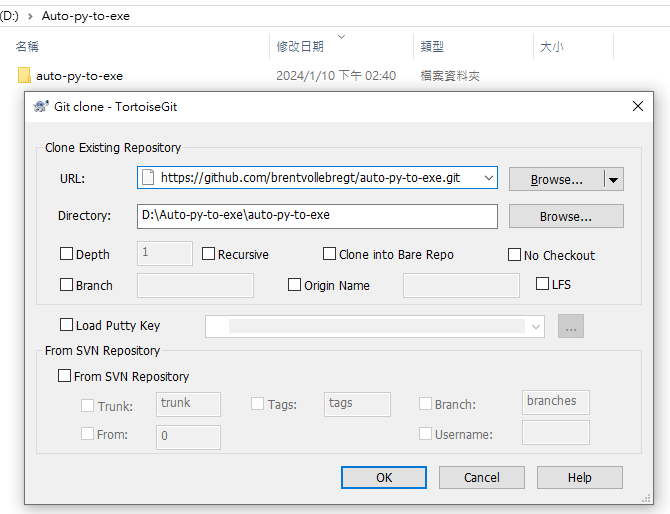 (D:) › Auto-py-to-exe
名稱 修改日期 類型 大小
auto-py-to-exe 2024/1/10 下午 02:40 檔案資料夾
Git clone - TortoiseGit
Clone Existing Repository
URL: https://github.com/brentvollebregt/auto-py-to-exe.git Browse...
Directory: D:\Auto-py-to-exe\auto-py-to-exe Browse...
Depth 1 Recursive Clone into Bare Repo No Checkout
Branch Origin Name LFS
Load Putty Key ...
From SVN Repository
From SVN Repository
Trunk: trunk Tags: tags Branch: branches
From: 0 Username:
OK Cancel Help